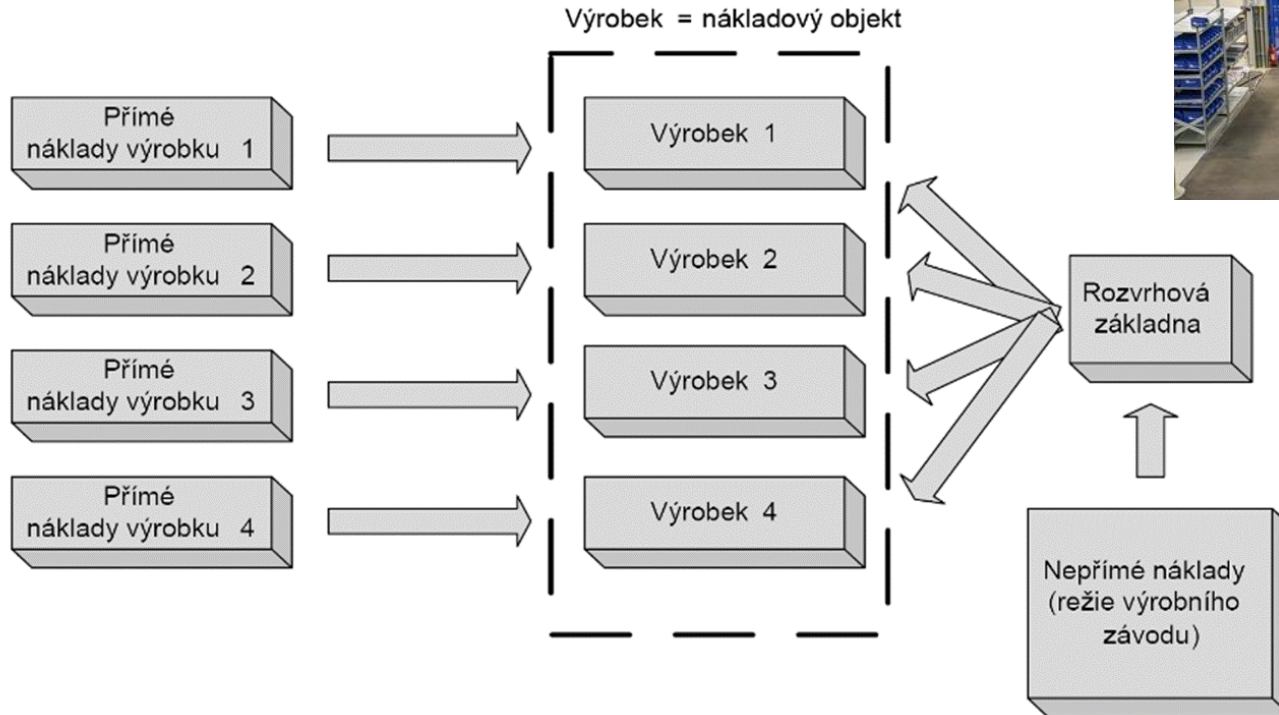 Výrobek = nákladový objekt
Přímé
náklady výrobku 1
Výrobek 1
Přímé
náklady výrobku 2
Výrobek 2
Přímé
náklady výrobku 3
Výrobek 3
Přímé
náklady výrobku 4
Výrobek 4
Rozvrhová
základna
Nepřímé náklady
(režie výrobního
závodu)